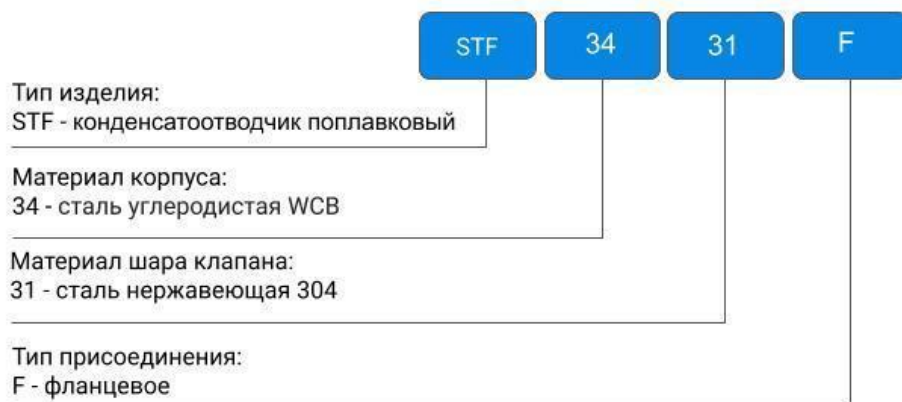 STF 34 31 F
Тип изделия:
STF - конденсатоотводчик поплавковый
Материал корпуса:
34 - сталь углеродистая WCB
Материал шара клапана:
31 - сталь нержавеющая 304
Тип присоединения:
F - фланцевое